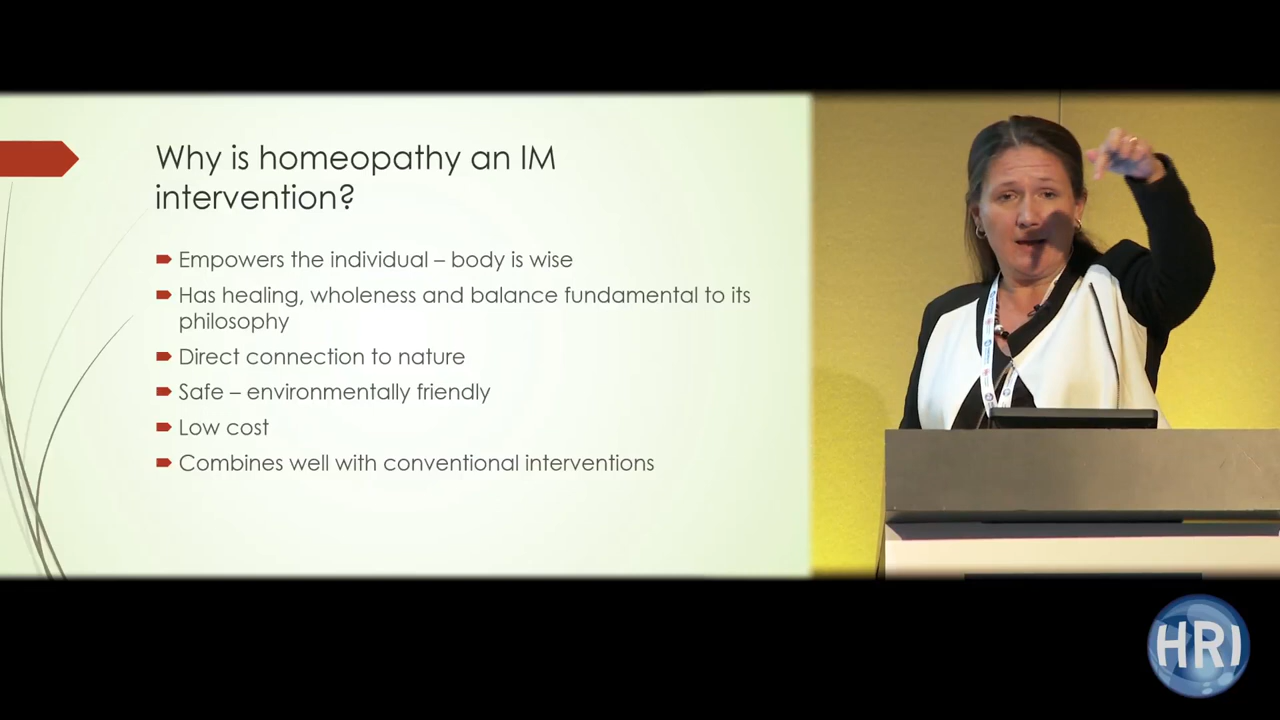 Why is homeopathy an IM
intervention?
Empowers the individual – body is wise
Has healing, wholeness and balance fundamental to its
philosophy
Direct connection to nature
Safe – environmentally friendly
Low cost
Combines well with conventional interventions
HRI